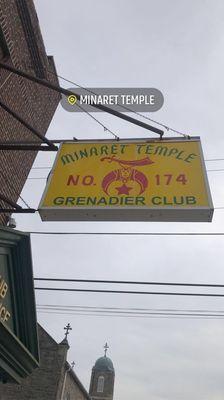 MINARET TEMPLE
MINARET TEMPLE
NO. 174
GRENADIER CLUB